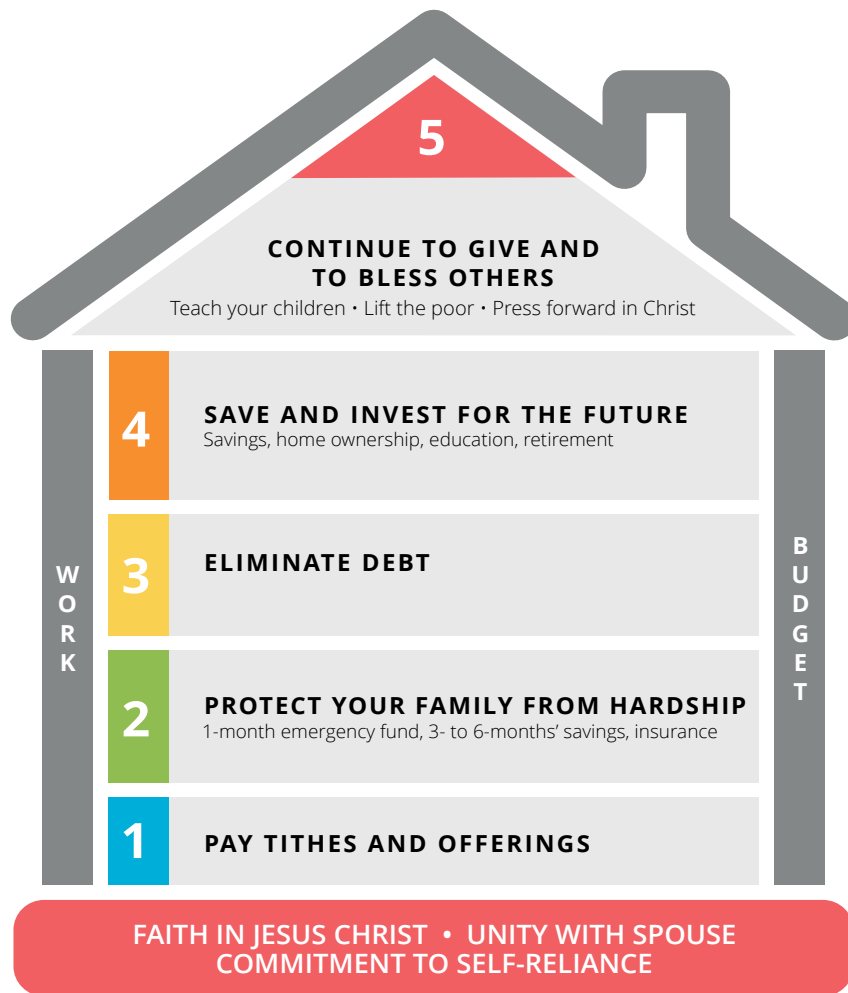 5
CONTINUE TO GIVE AND
TO BLESS OTHERS
Teach your children • Lift the poor • Press forward in Christ
4
SAVE AND INVEST FOR THE FUTURE
Savings, home ownership, education, retirement
3
ELIMINATE DEBT
2
PROTECT YOUR FAMILY FROM HARDSHIP
1-month emergency fund, 3- to 6-months’ savings, insurance
1
PAY TITHES AND OFFERINGS
WORK
BUDGET
FAITH IN JESUS CHRIST • UNITY WITH SPOUSE
COMMITMENT TO SELF-RELIANCE